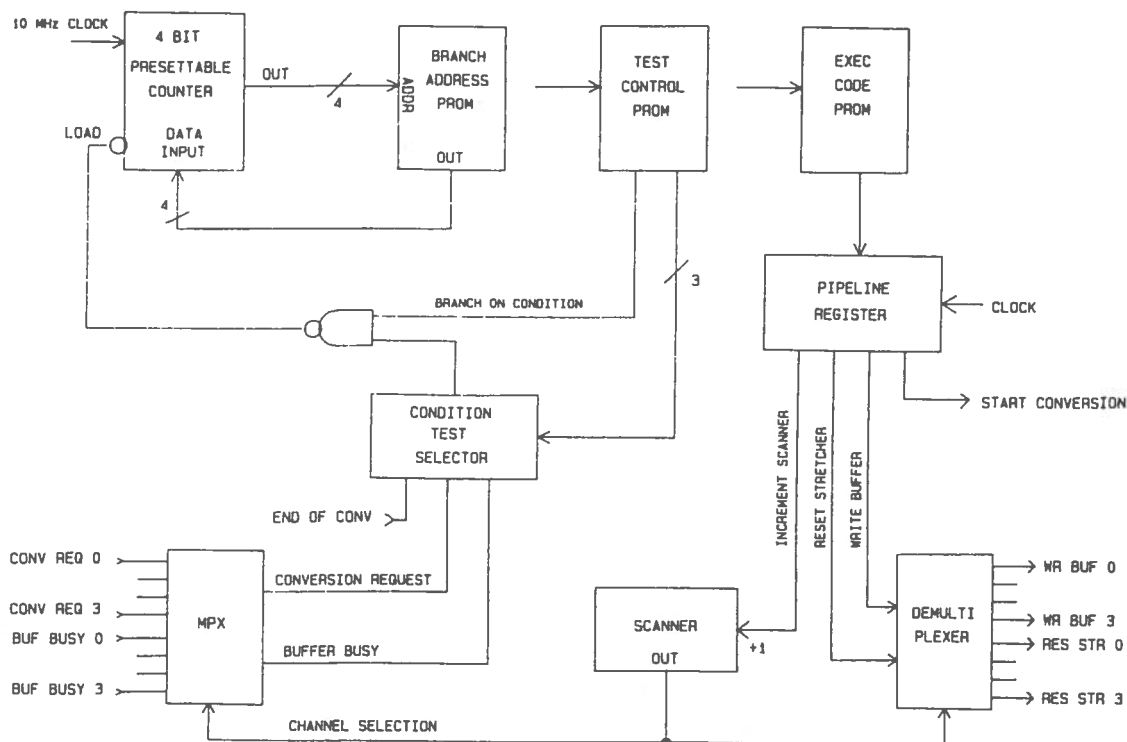 10 MHz CLOCK
4 BIT
PRESETTABLE
COUNTER
DATA
INPUT
LOAD
OUT
4
4
ADDR
BRANCH
ADDRESS
PROM
OUT
TEST
CONTROL
PROM
EXEC
CODE
PROM
3
BRANCH ON CONDITION
PIPELINE
REGISTER
CLOCK
START CONVERSION
CONDITION
TEST
SELECTOR
END OF CONV
INCREMENT SCANNER
RESET STRETCHER
WRITE BUFFER
CONV REQ 0
CONV REQ 3
BUF BUSY 0
BUF BUSY 3
MPX
CONVERSION REQUEST
BUFFER BUSY
CHANNEL SELECTION
SCANNER
OUT
+1
DEMULTI
PLEXER
WR BUF 0
WR BUF 3
RES STR 0
RES STR 3